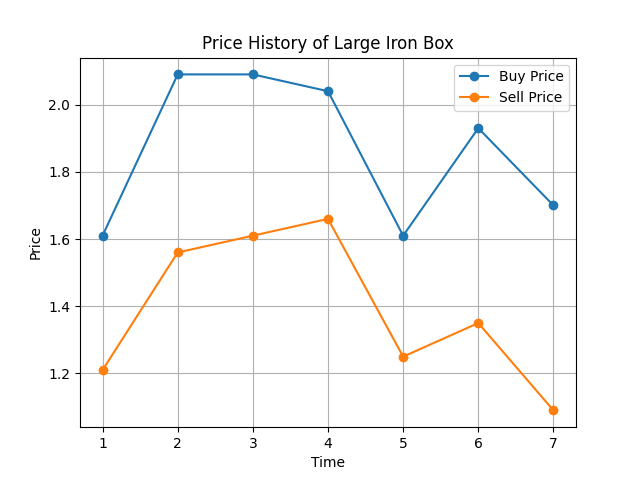 Price History of Large Iron Box
Buy Price
Sell Price
Price
2.0
1.8
1.6
1.4
1.2
1 2 3 4 5 6 7
Time